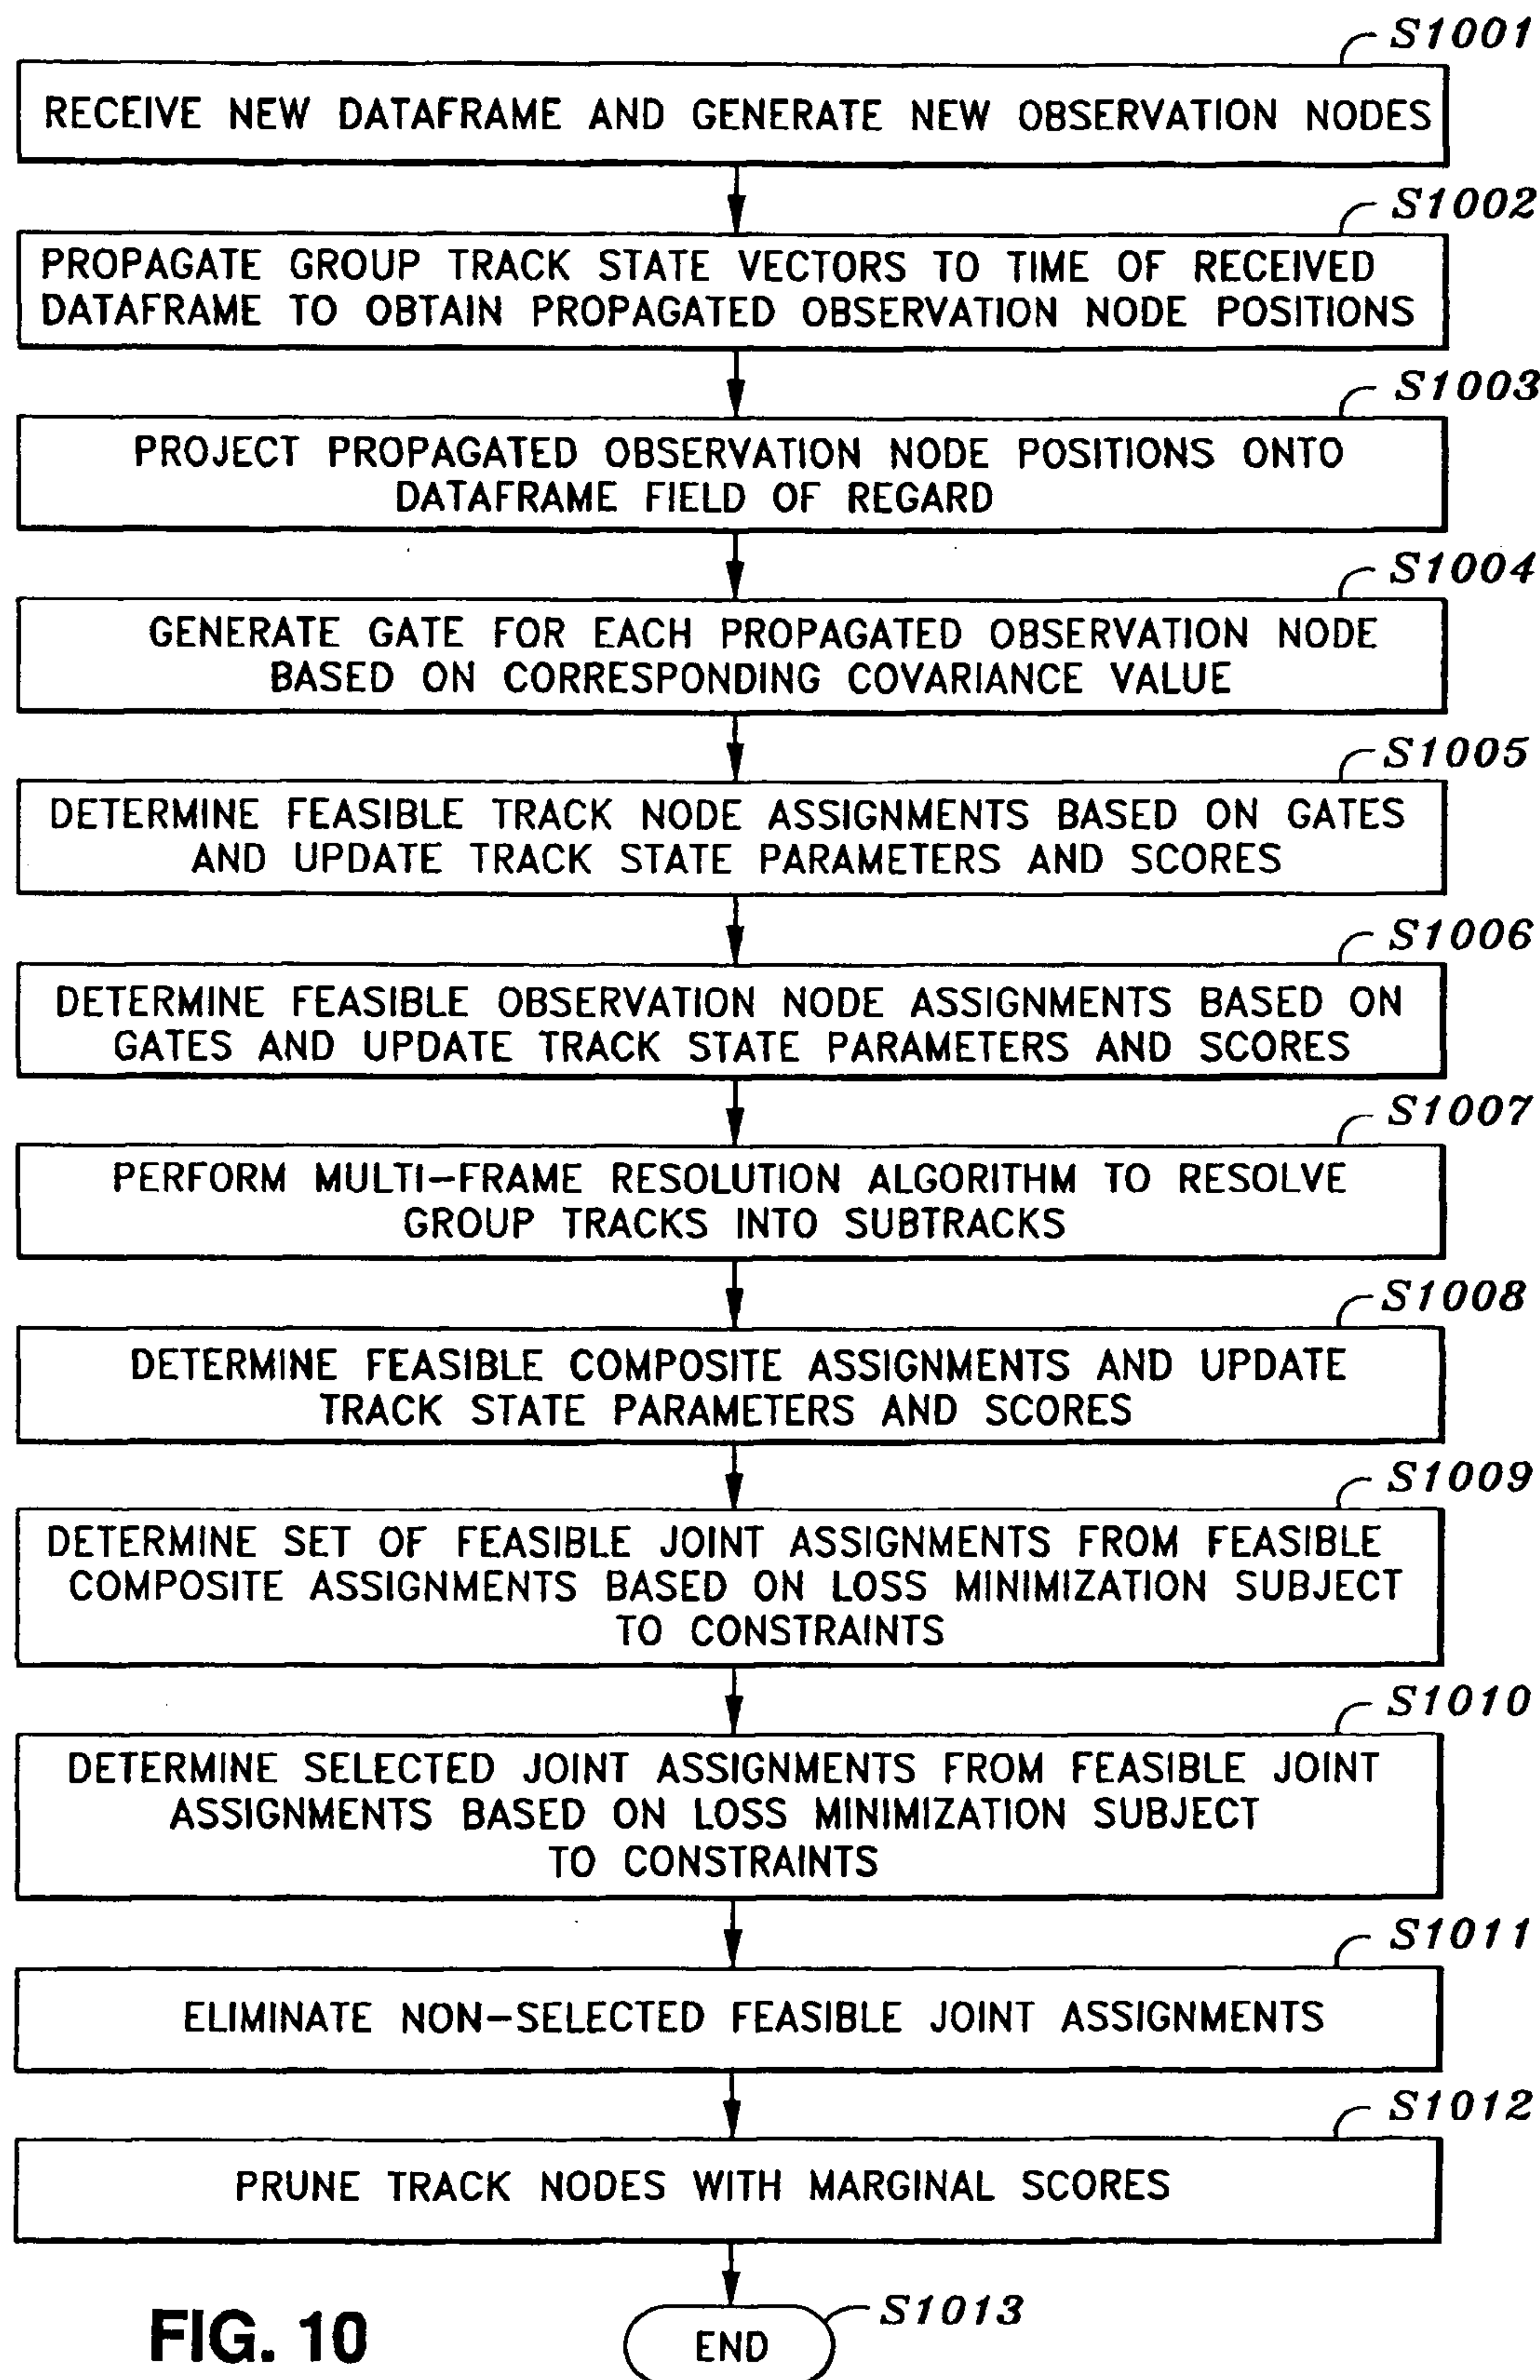 S1001
RECEIVE NEW DATAFRAME AND GENERATE NEW OBSERVATION NODES
S1002
PROPAGATE GROUP TRACK STATE VECTORS TO TIME OF RECEIVED
DATAFRAME TO OBTAIN PROPAGATED OBSERVATION NODE POSITIONS
S1003
PROJECT PROPAGATED OBSERVATION NODE POSITIONS ONTO
DATAFRAME FIELD OF REGARD
S1004
GENERATE GATE FOR EACH PROPAGATED OBSERVATION NODE
BASED ON CORRESPONDING COVARIANCE VALUE
S1005
DETERMINE FEASIBLE TRACK NODE ASSIGNMENTS BASED ON GATES
AND UPDATE TRACK STATE PARAMETERS AND SCORES
S1006
DETERMINE FEASIBLE OBSERVATION NODE ASSIGNMENTS BASED ON
GATES AND UPDATE TRACK STATE PARAMETERS AND SCORES
S1007
PERFORM MULTI-FRAME RESOLUTION ALGORITHM TO RESOLVE
GROUP TRACKS INTO SUBTRACKS
S1008
DETERMINE FEASIBLE COMPOSITE ASSIGNMENTS AND UPDATE
TRACK STATE PARAMETERS AND SCORES
S1009
DETERMINE SET OF FEASIBLE JOINT ASSIGNMENTS FROM FEASIBLE
COMPOSITE ASSIGNMENTS BASED ON LOSS MINIMIZATION SUBJECT
TO CONSTRAINTS
S1010
DETERMINE SELECTED JOINT ASSIGNMENTS FROM FEASIBLE JOINT
ASSIGNMENTS BASED ON LOSS MINIMIZATION SUBJECT
TO CONSTRAINTS
S1011
ELIMINATE NON-SELECTED FEASIBLE JOINT ASSIGNMENTS
S1012
PRUNE TRACK NODES WITH MARGINAL SCORES
S1013
END
FIG. 10